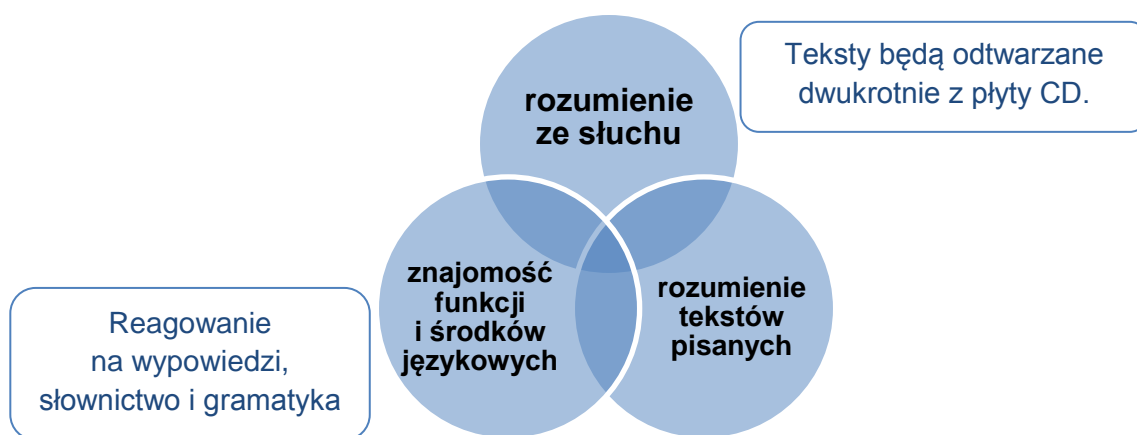 Teksty będą odtwarzane
dwukrotnie z płyty CD.
rozumienie
ze słuchu
znajomość
funkcji
i środków
językowych
rozumienie
tekstów
pisanych
Reagowanie
na wypowiedzi,
słownictwo i gramatyka